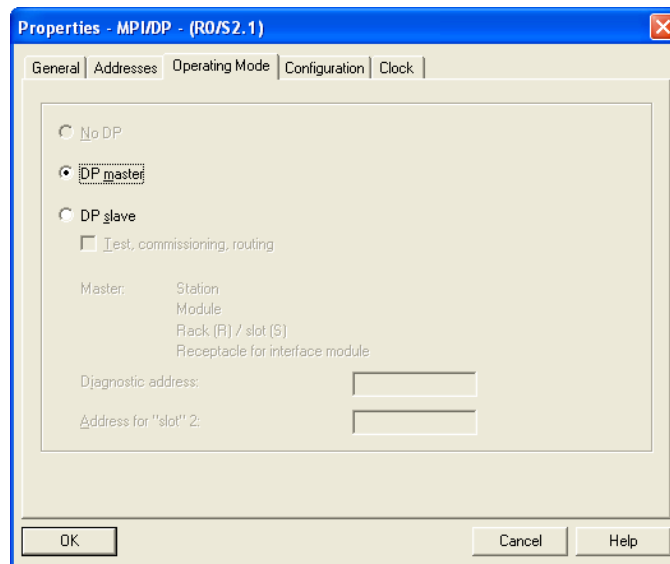 Properties - MPI/DP - (R0/S2.1)
General Addresses Operating Mode Configuration Clock
No DP
DP master
DP slave
Test, commissioning, routing
Master: Station
Module
Rack (R) / slot (S)
Receptacle for interface module
Diagnostic address:
Address for "slot" 2:
OK Cancel Help